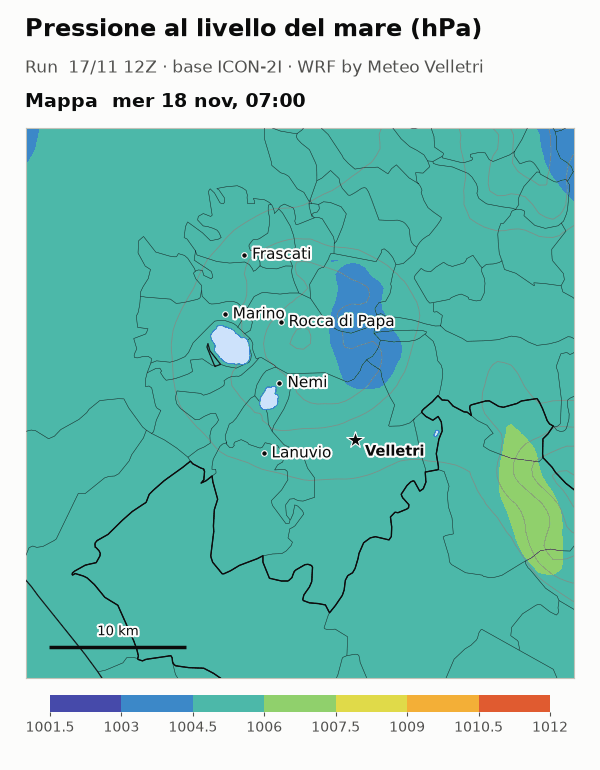 Pressione al livello del mare (hPa)
Run  17/11 12Z · base ICON-2I · WRF by Meteo Velletri
Mappa  mer 18 nov, 07:00
Frascati
Marino
Rocca di Papa
Nemi
Lanuvio
Velletri
10 km
1001.5 1003 1004.5 1006 1007.5 1009 1010.5 1012